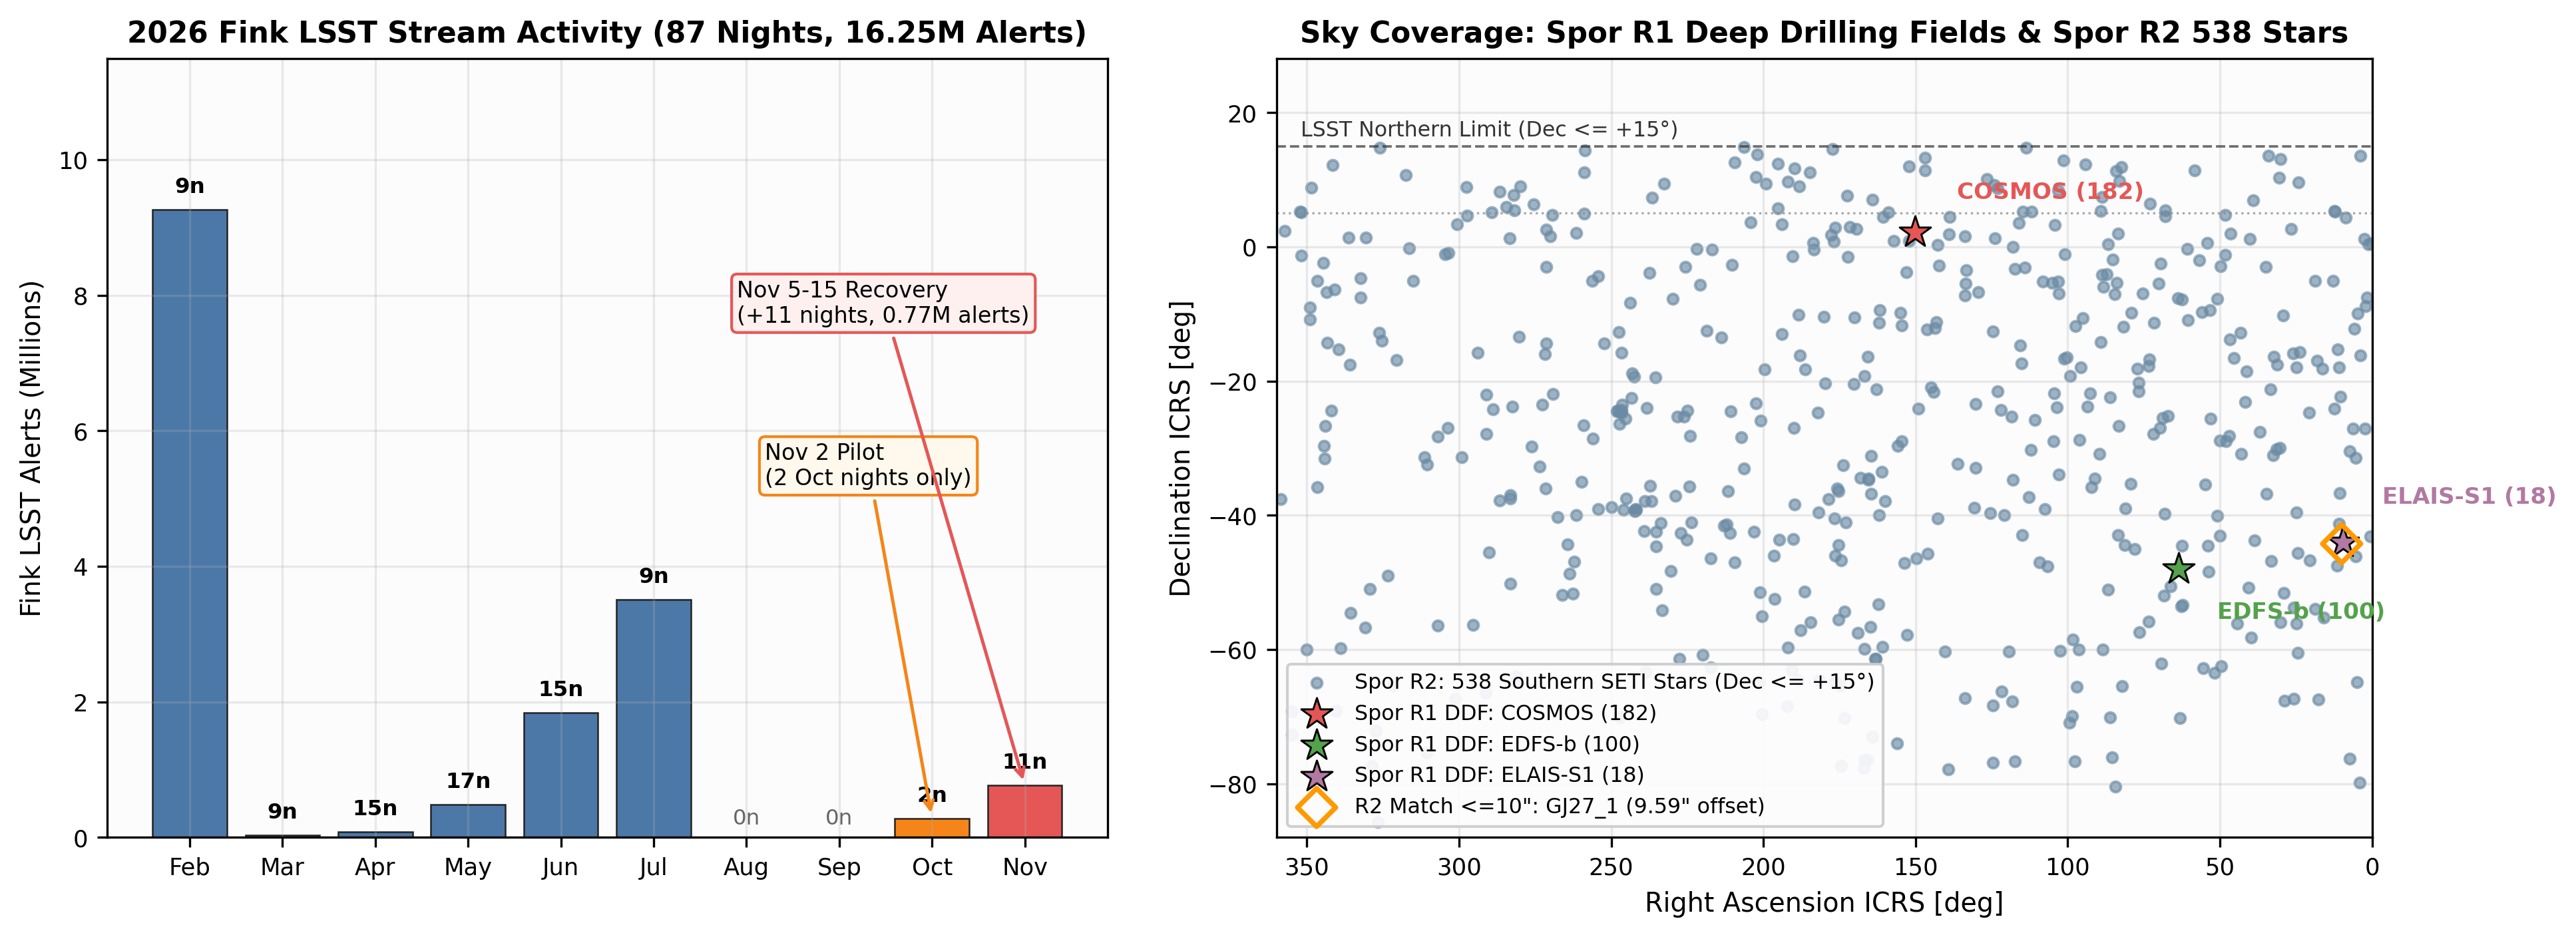 2026 Fink LSST Stream Activity (87 Nights, 16.25M Alerts)
Fink LSST Alerts (Millions)
10
8
6
4
2
0
9n
9n
15n
17n
15n
9n
0n
0n
2n
11n
Nov 5-15 Recovery
(+11 nights, 0.77M alerts)
Nov 2 Pilot
(2 Oct nights only)
Feb
Mar
Apr
May
Jun
Jul
Aug
Sep
Oct
Nov
Sky Coverage: Spor R1 Deep Drilling Fields & Spor R2 538 Stars
Declination ICRS [deg]
20
0
−20
−40
−60
−80
LSST Northern Limit (Dec <= +15°)
COSMOS (182)
ELAIS-S1 (18)
EDFS-b (100)
Spor R2: 538 Southern SETI Stars (Dec <= +15°)
Spor R1 DDF: COSMOS (182)
Spor R1 DDF: EDFS-b (100)
Spor R1 DDF: ELAIS-S1 (18)
R2 Match <=10": GJ27_1 (9.59" offset)
350
300
250
200
150
100
50
0
Right Ascension ICRS [deg]